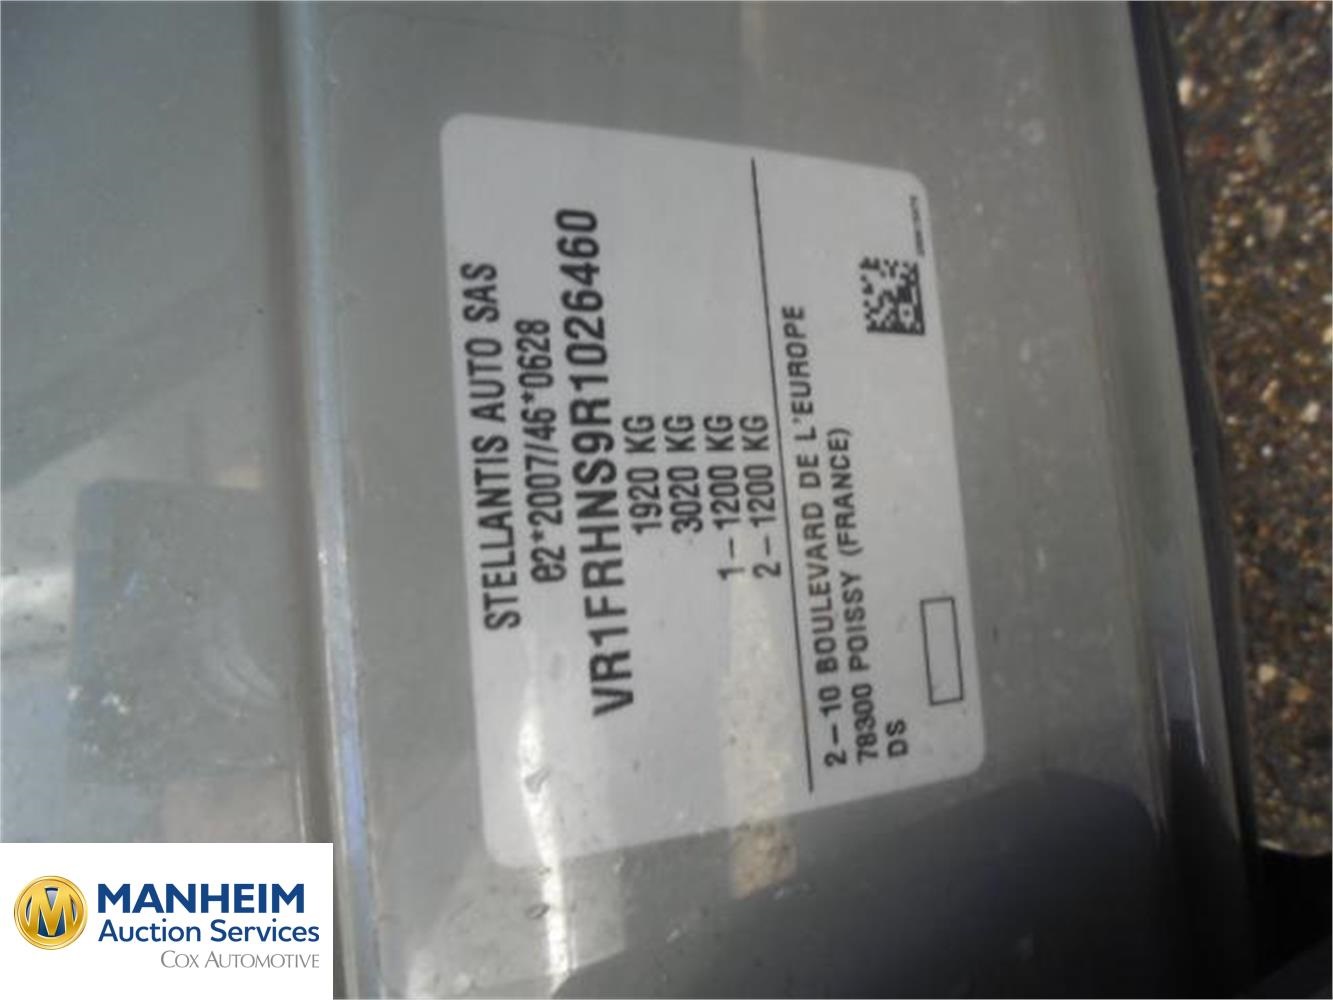 STELLANTIS AUTO SAS
e2*2007/46*0628
VR1FRHNS9R1026460
1920 KG
3020 KG
1-1200 KG
2-1200 KG
2-10 BOULEVARD DE L'EUROPE
78300 POISSY (FRANCE)
DS
MANHEIM
Auction Services
COX AUTOMOTIVE